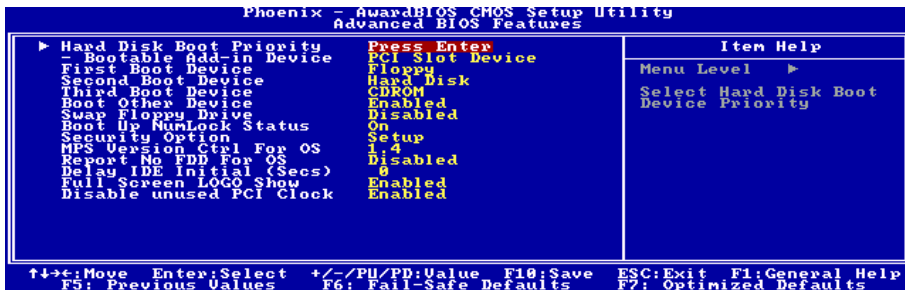 Phoenix - AwardBIOS CMOS Setup Utility
Advanced BIOS Features
▶ Hard Disk Boot Priority Press Enter
- Bootable Add-in Device PCI Slot Device
First Boot Device Floppy
Second Boot Device Hard Disk
Third Boot Device CDROM
Boot Other Device Enabled
Swap Floppy Drive Disabled
Boot Up NumLock Status On
Security Option Setup
MPS Version Ctrl For OS 1.4
Report No FDD For OS Disabled
Delay IDE Initial (Secs) 0
Full Screen LOGO Show Enabled
Disable unused PCI Clock Enabled
Item Help
Menu Level ▶
Select Hard Disk Boot
Device Priority
↑↓→←:Move Enter:Select +/-/PU/PD:Value F10:Save ESC:Exit F1:General Help
F5: Previous Values F6: Fail-Safe Defaults F7: Optimized Defaults